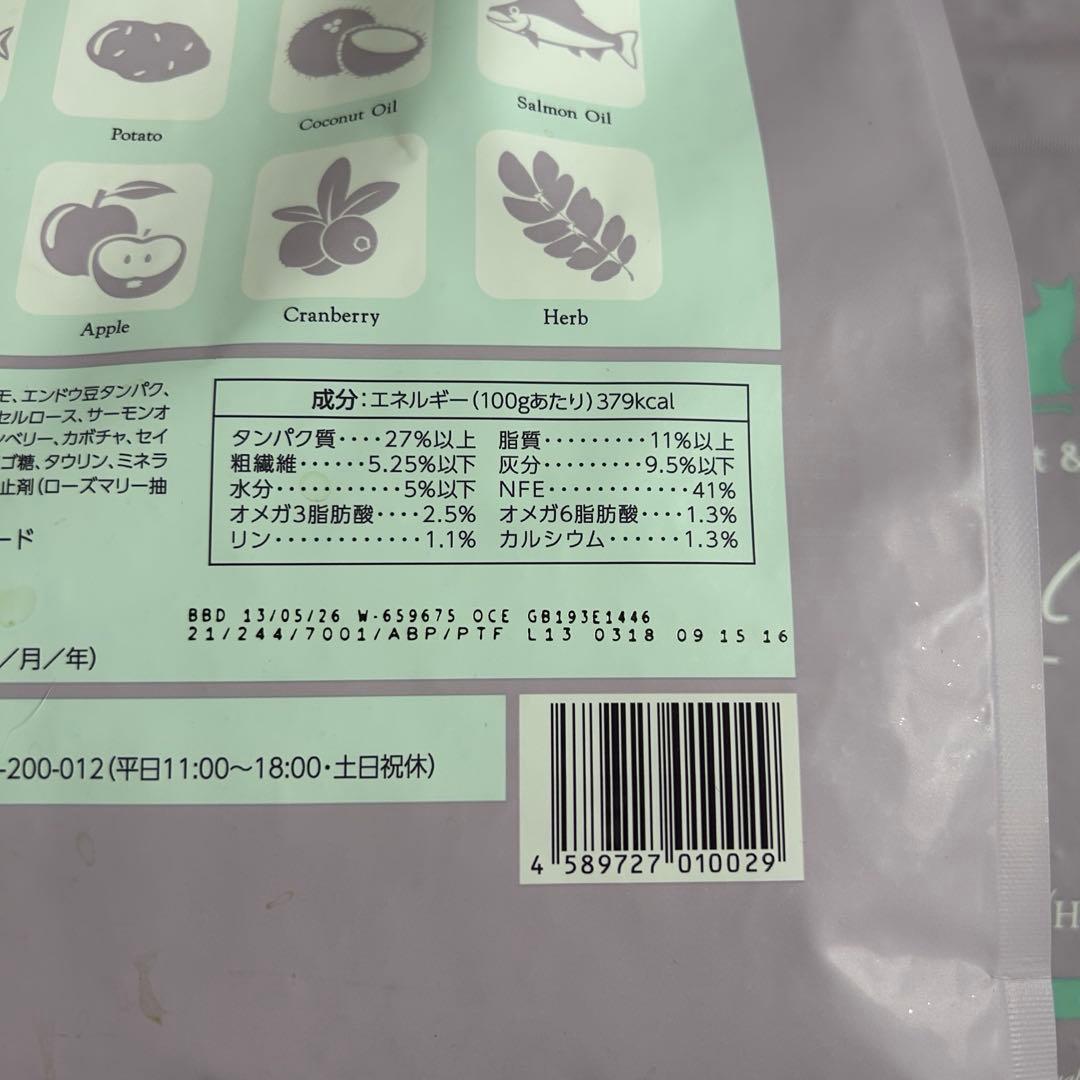 Potato
Coconut Oil
Salmon Oil
Apple
Cranberry
Herb
モ、エンドウ豆タンパク、
セルロース、サーモンオ
ンベリー、カボチャ、セイ
ゴ糖、タウリン、ミネラ
止剤(ローズマリー抽
ード
／月／年)
成分：エネルギー(100gあたり)379kcal
タンパク質････27%以上 脂質･････････11%以上
粗繊維･･････5.25%以下 灰分･････････9.5%以下
水分･･･････････5%以下 NFE････････････41%
オメガ3脂肪酸････2.5% オメガ6脂肪酸････1.3%
リン･････････････1.1% カルシウム･･････1.3%
BBD 13/05/26 W-659675 OCE GB193E1446
21/244/7001/ABP/PTF L13 0318 09 15 16
-200-012(平日11:00〜18:00･土日祝休)
4 589727 010029
t &